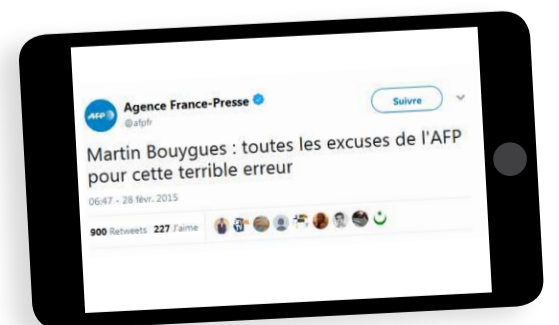 AFP
Agence France-Presse
@afpfr
Suivre
Martin Bouygues : toutes les excuses de l'AFP
pour cette terrible erreur
06:47 - 28 févr. 2015
900 Retweets 227 J'aime